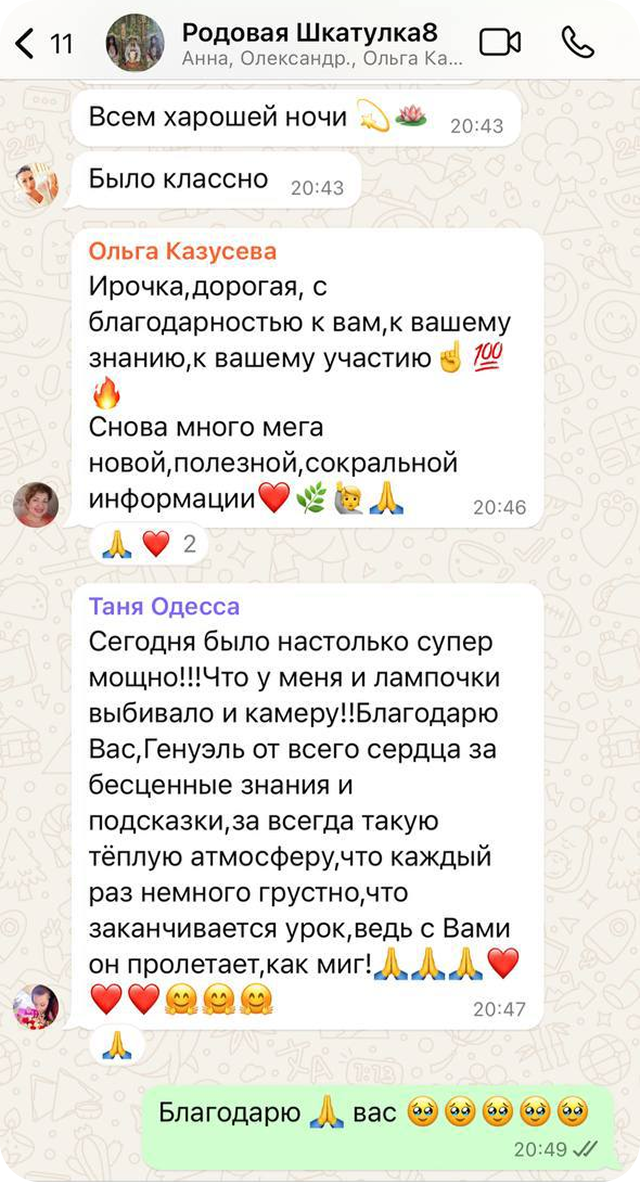 11
Родовая Шкатулка8
Анна, Олександр., Ольга Ка...
Всем харошей ночи 💫🪷 20:43
Было классно 20:43
Ольга Казусева
Ирочка,дорогая, с
благодарностью к вам,к вашему
знанию,к вашему участию☝️💯
🔥
Снова много мега
новой,полезной,сокральной
информации❤️🌿🙋🙏 20:46
🙏❤️ 2
Таня Одесса
Сегодня было настолько супер
мощно!!!Что у меня и лампочки
выбивало и камеру!!Благодарю
Вас,Генуэль от всего сердца за
бесценные знания и
подсказки,за всегда такую
тёплую атмосферу,что каждый
раз немного грустно,что
заканчивается урок,ведь с Вами
он пролетает,как миг!🙏🙏🙏❤️
❤️❤️🤗🤗🤗 20:47
🙏
Благодарю 🙏 вас 🥹🥹🥹🥹🥹
20:49